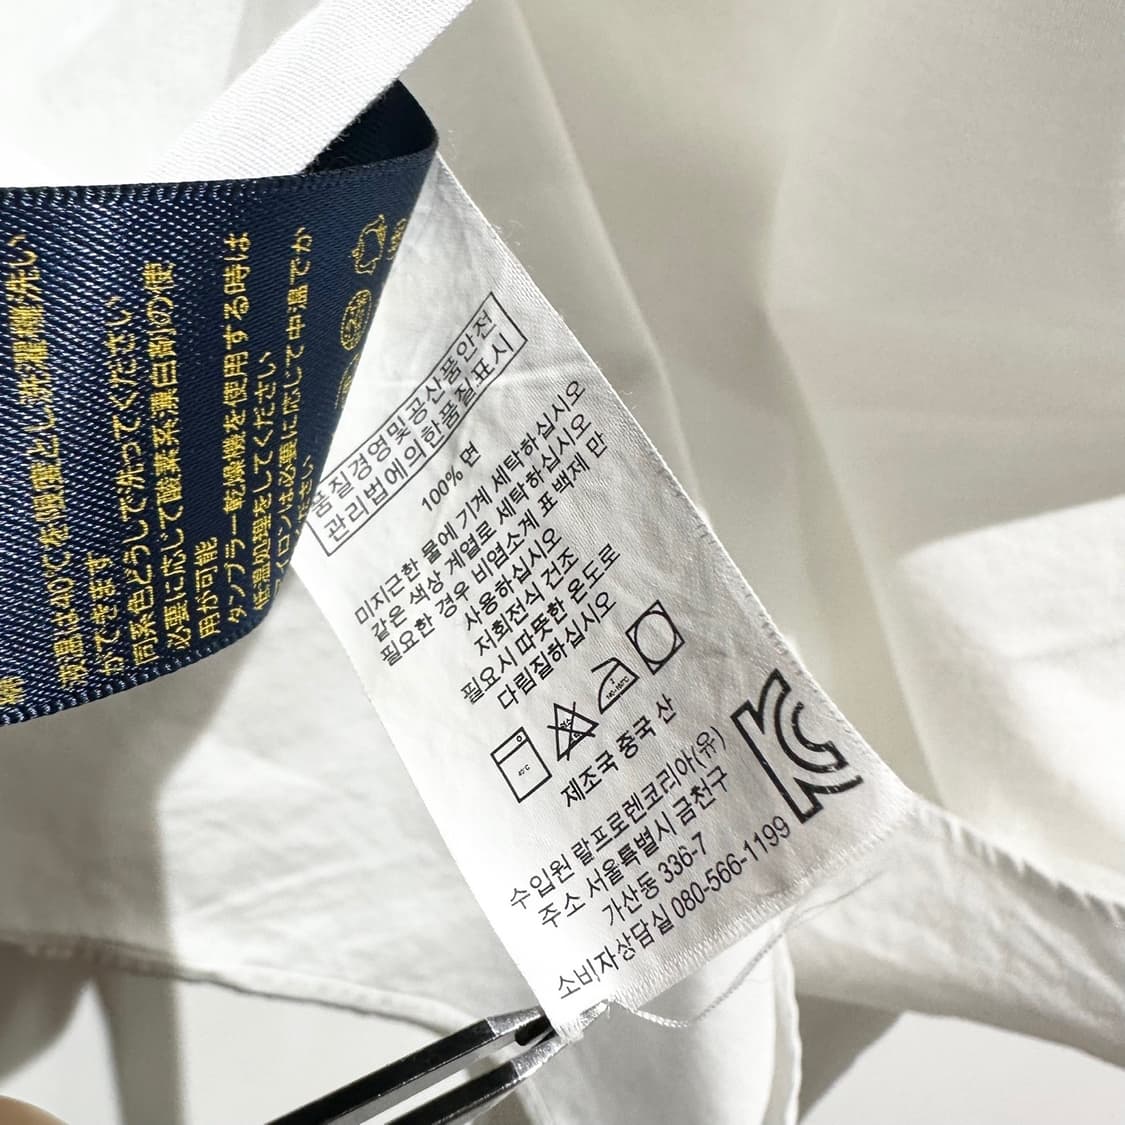 液温は40℃を限度とし洗濯機洗い
ができます
同色どうしで洗ってください
必要に応じて酸素系漂白剤の使
用が可能
タンブラー乾燥機を使用する時は
低温処理をしてください
アイロンは必要に応じて中温でか
품질경영및공산품안전
관리법에의한품질표시
100% 면
미지근한 물에 기계 세탁하십시오
같은 색상 계열로 세탁하십시오
필요한 경우 비염소계 표백제 만
사용하십시오
저회전식 건조
필요시 따뜻한 온도로
다림질하십시오
40°C
제조국 중국 산
수입원 랄프로렌코리아(유)
주소 서울특별시 금천구
가산동 336-7
소비자상담실 080-566-1199